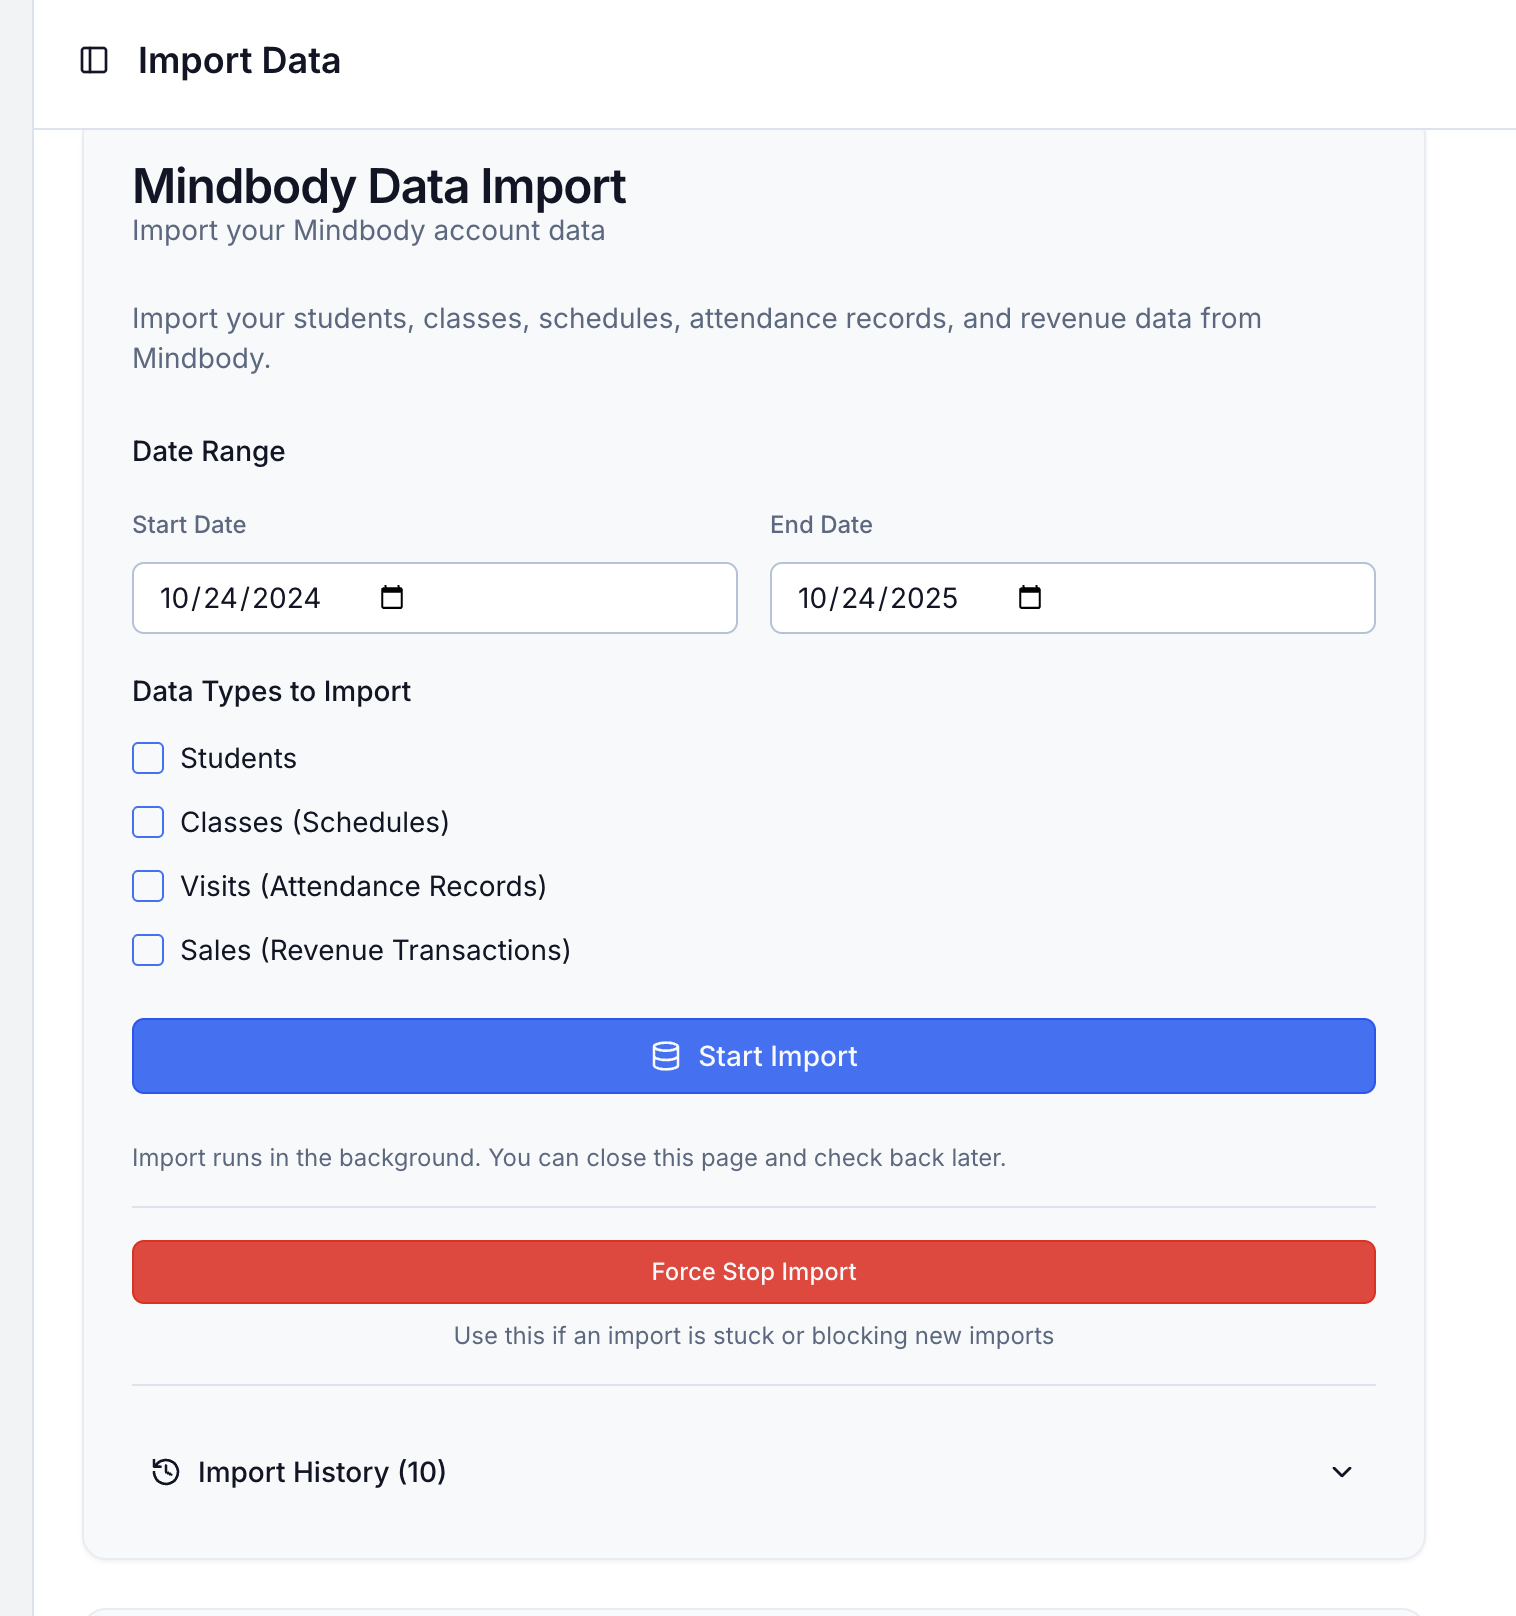 Import Data
Mindbody Data Import
Import your Mindbody account data
Import your students, classes, schedules, attendance records, and revenue data from
Mindbody.
Date Range
Start Date
End Date
10/24/2024
10/24/2025
Data Types to Import
Students
Classes (Schedules)
Visits (Attendance Records)
Sales (Revenue Transactions)
Start Import
Import runs in the background. You can close this page and check back later.
Force Stop Import
Use this if an import is stuck or blocking new imports
Import History (10)